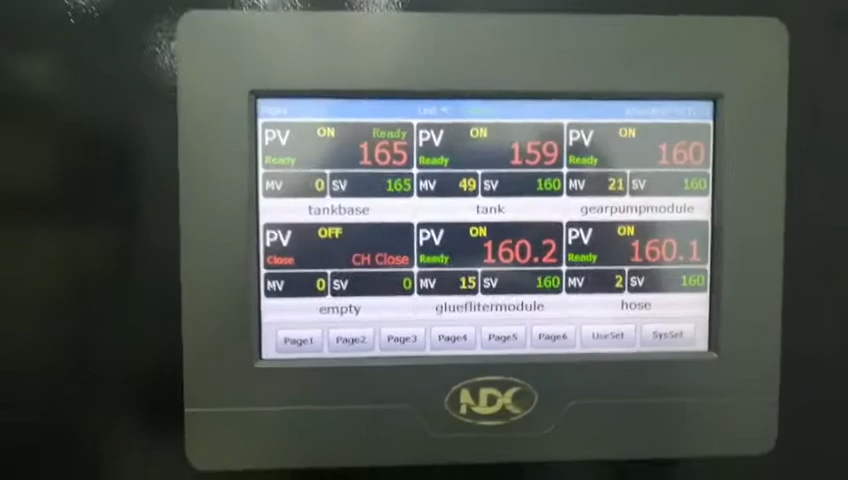 PV ON Ready Ready 165
PV ON Ready 159
PV ON Ready 160
MV 0 SV 165
MV 49 SV 160
MV 21 SV 160
tankbase
tank
gearpumpmodule
PV OFF Close CH Close
PV ON Ready 160.2
PV ON Ready 160.1
MV 0 SV 0
MV 15 SV 160
MV 2 SV 160
empty
glueflitermodule
hose
Page1 Page2 Page3 Page4 Page5 Page6 UseSet SysSet
NDC